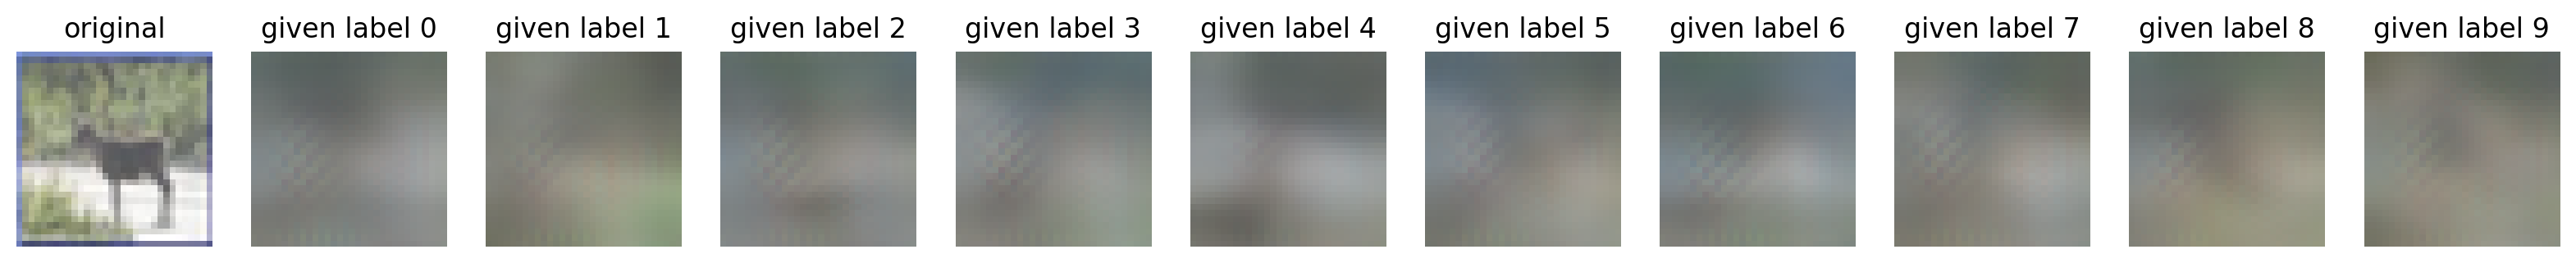 original
given label 0
given label 1
given label 2
given label 3
given label 4
given label 5
given label 6
given label 7
given label 8
given label 9